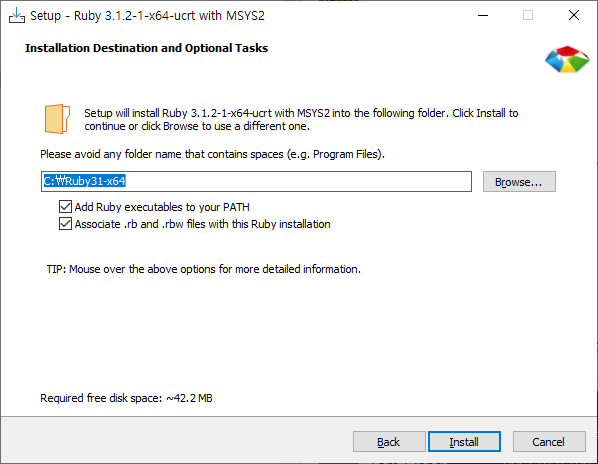 Setup - Ruby 3.1.2-1-x64-ucrt with MSYS2
Installation Destination and Optional Tasks
Setup will install Ruby 3.1.2-1-x64-ucrt with MSYS2 into the following folder. Click Install to
continue or click Browse to use a different one.
Please avoid any folder name that contains spaces (e.g. Program Files).
C:₩Ruby31-x64
Browse...
Add Ruby executables to your PATH
Associate .rb and .rbw files with this Ruby installation
TIP: Mouse over the above options for more detailed information.
Required free disk space: ~42.2 MB
Back Install Cancel